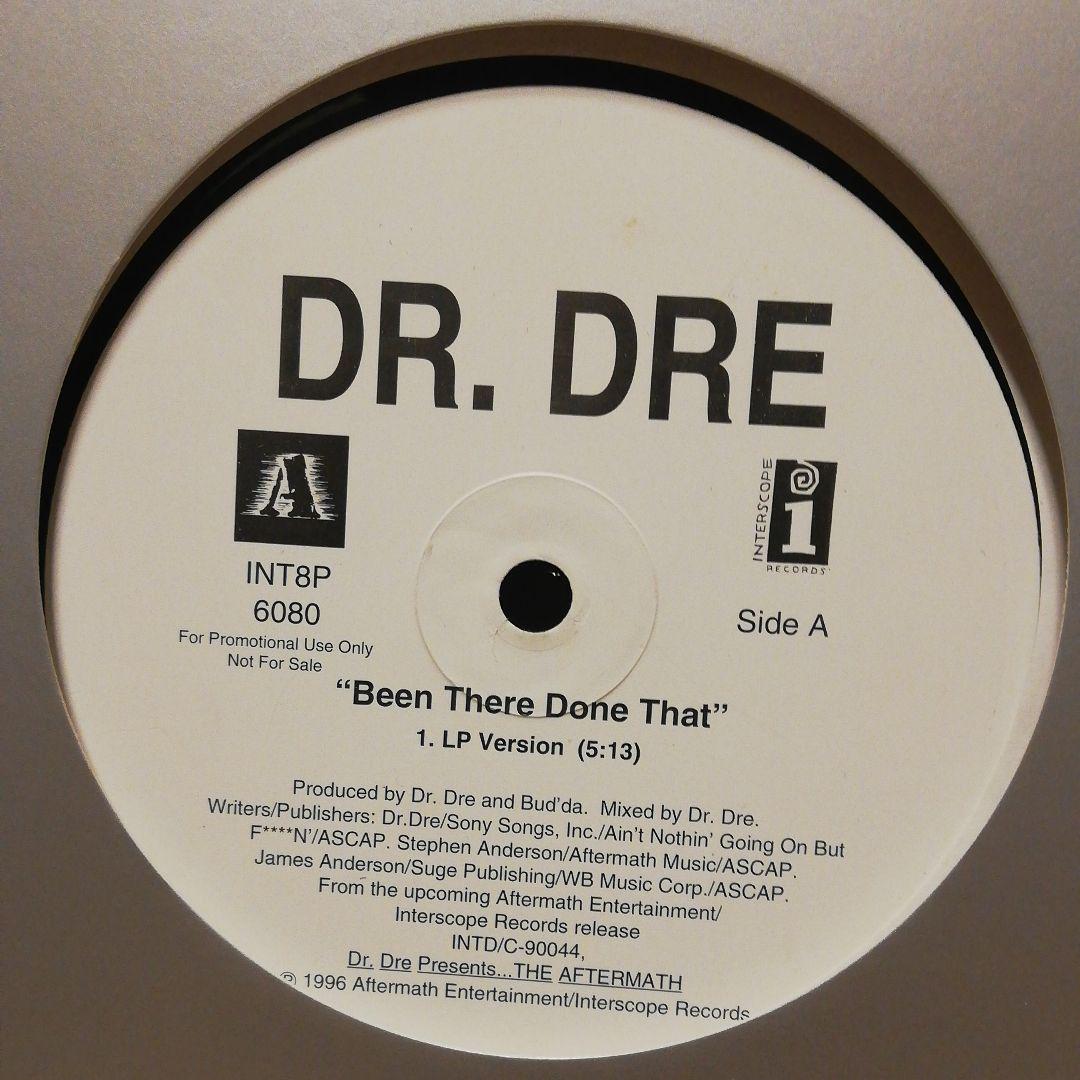 DR. DRE
A
INTERSCOPE
1
RECORDS
INT8P
6080
For Promotional Use Only
Not For Sale
Side A
“Been There Done That”
1. LP Version (5:13)
Produced by Dr. Dre and Bud’da. Mixed by Dr. Dre.
Writers/Publishers: Dr.Dre/Sony Songs, Inc./Ain’t Nothin’ Going On But
F****N’/ASCAP. Stephen Anderson/Aftermath Music/ASCAP.
James Anderson/Suge Publishing/WB Music Corp./ASCAP.
From the upcoming Aftermath Entertainment/
Interscope Records release
INTD/C-90044,
Dr. Dre Presents...THE AFTERMATH
℗ 1996 Aftermath Entertainment/Interscope Records